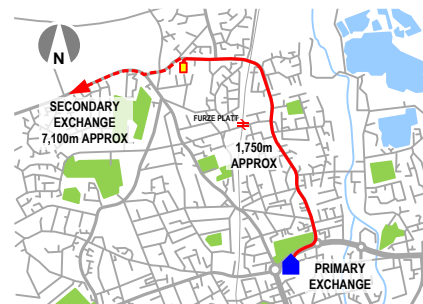 N
SECONDARY
EXCHANGE
7,100m APPROX
FURZE PLATT
1,750m
APPROX
PRIMARY
EXCHANGE